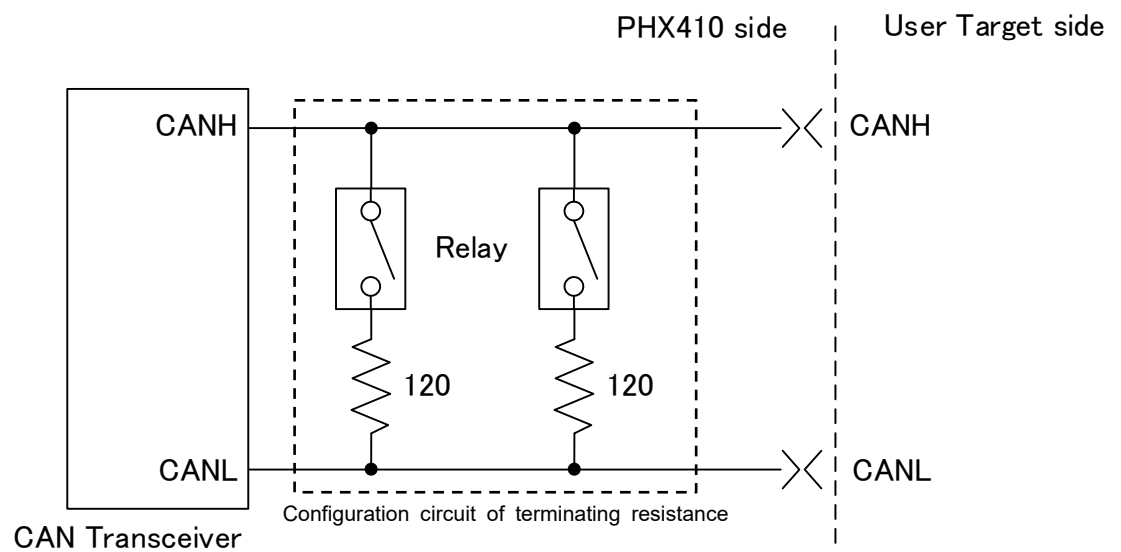 PHX410 side
User Target side
CANH
CANH
Relay
120
120
CANL
CANL
Configuration circuit of terminating resistance
CAN Transceiver